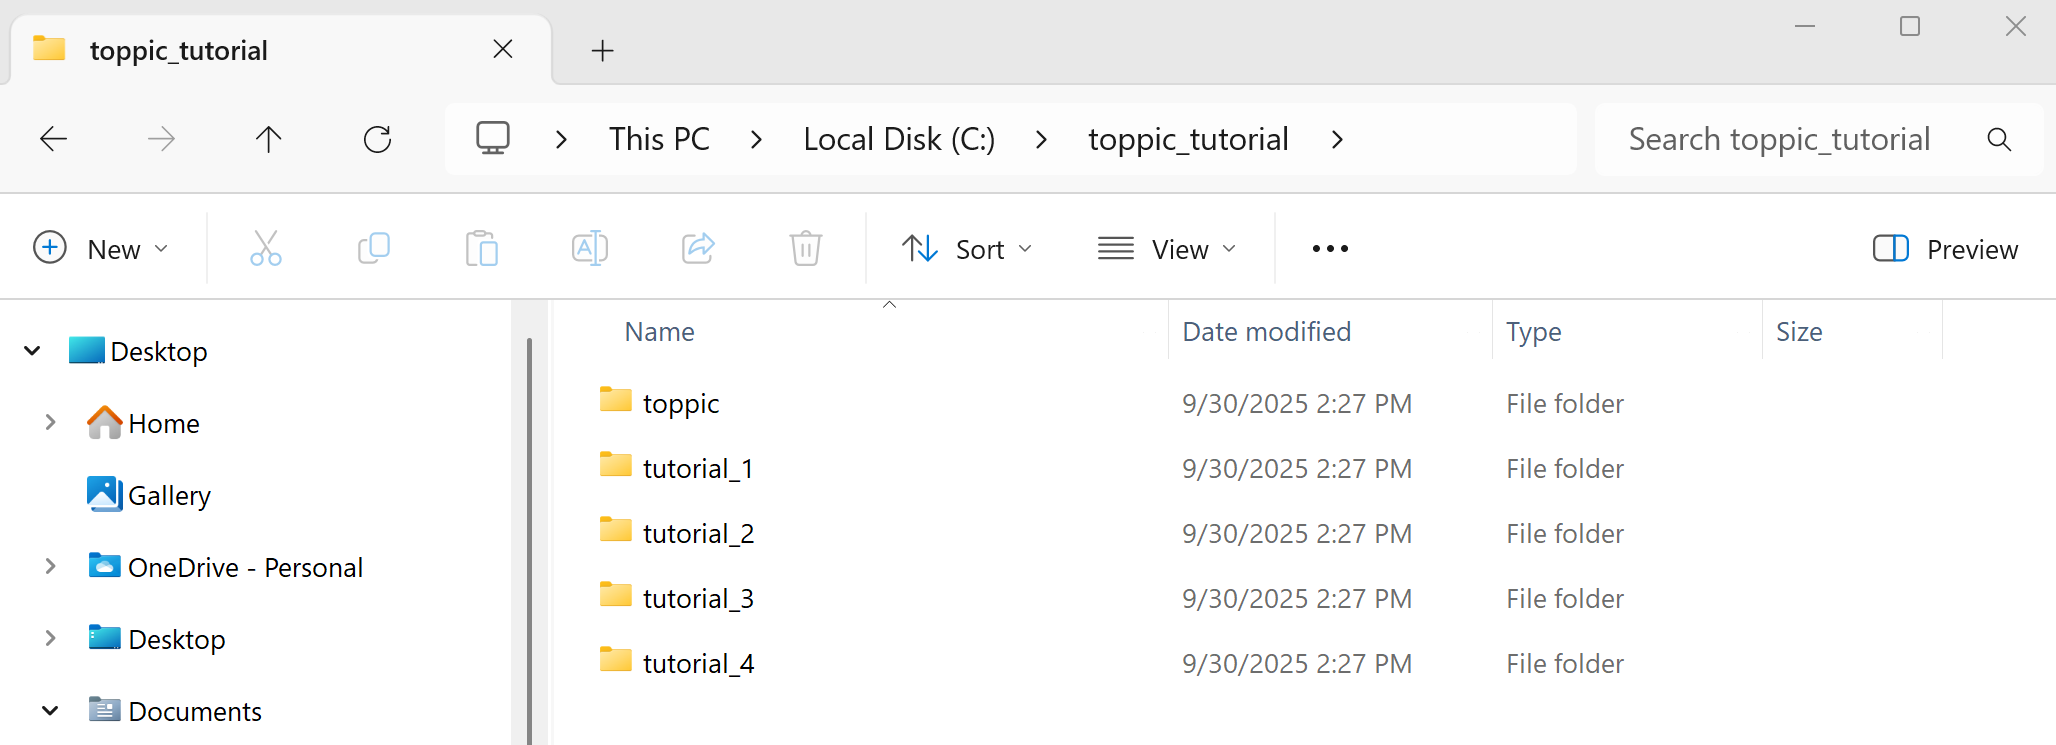 toppic_tutorial
This PC Local Disk (C:) toppic_tutorial Search toppic_tutorial
New Sort View Preview
Name Date modified Type Size
Desktop
Home
Gallery
OneDrive - Personal
Desktop
Documents
toppic 9/30/2025 2:27 PM File folder
tutorial_1 9/30/2025 2:27 PM File folder
tutorial_2 9/30/2025 2:27 PM File folder
tutorial_3 9/30/2025 2:27 PM File folder
tutorial_4 9/30/2025 2:27 PM File folder